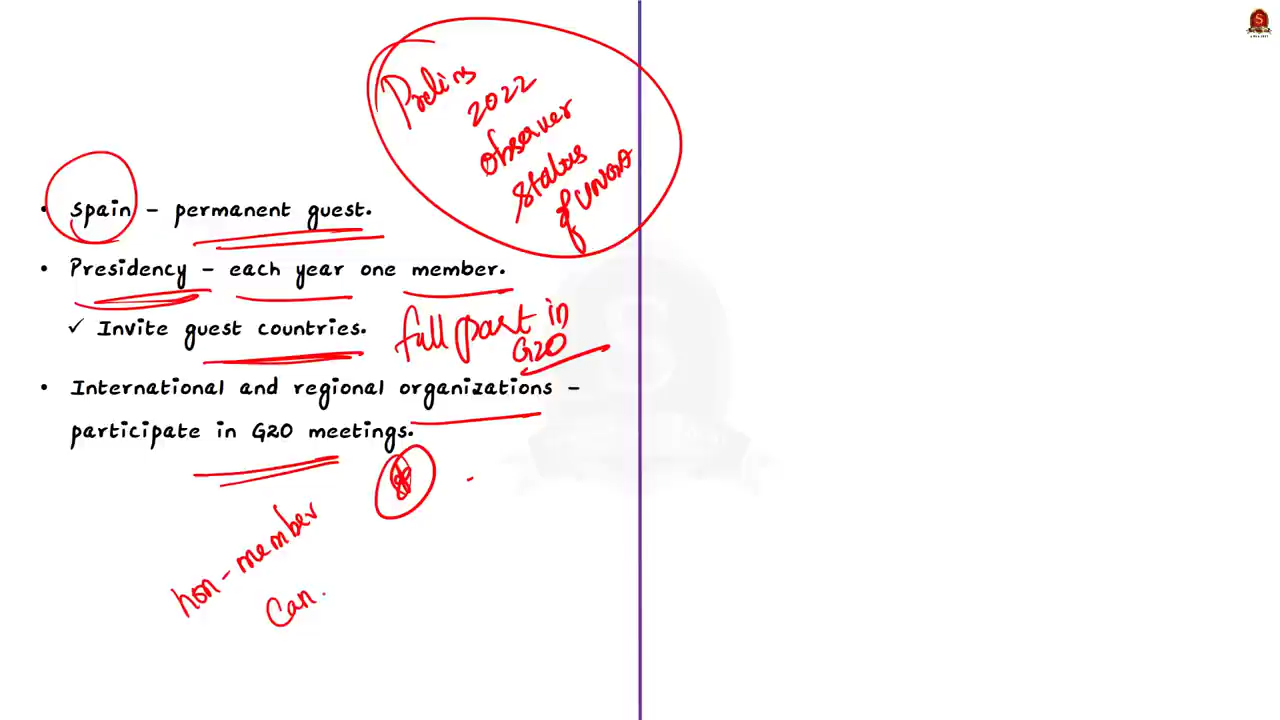 Prelims
2022
observer
status
of UNGA
• Spain – permanent guest.
• Presidency – each year one member.
✓ Invite guest countries.
full part in
G20
• International and regional organizations –
participate in G20 meetings.
non-member
can.